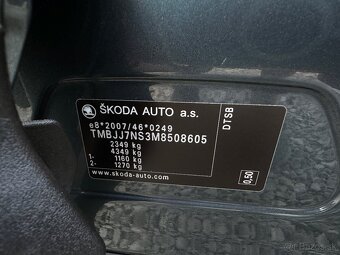 ŠKODA AUTO a.s.
e8*2007/46*0249
TMBJJ7NS3M8508605
2349 kg
4349 kg
1- 1160 kg
2- 1270 kg
www.skoda-auto.com
DTSB
0,50